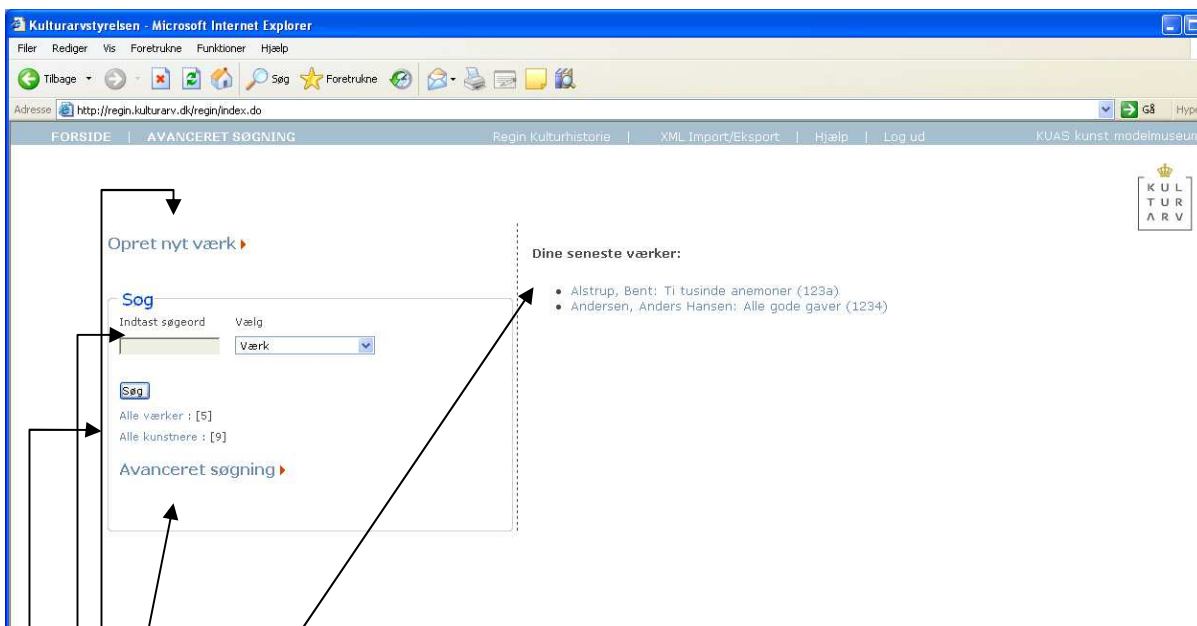 Kulturarvstyrelsen - Microsoft Internet Explorer
Filer Rediger Vis Foretrukne Funktioner Hjælp
Tilbage Søg Foretrukne
Adresse http://regin.kulturarv.dk/regin/index.do Gå
FORSIDE | AVANCERET SØGNING Regin Kulturhistorie | XML Import/Eksport | Hjælp | Log ud KUAS kunst modelmuseum
KUL
TUR
ARV
Opret nyt værk
Dine seneste værker:
• Alstrup, Bent: Ti tusinde anemoner (123a)
• Andersen, Anders Hansen: Alle gode gaver (1234)
Søg
Indtast søgeord Vælg
Værk
Søg
Alle værker : [5]
Alle kunstnere : [9]
Avanceret søgning